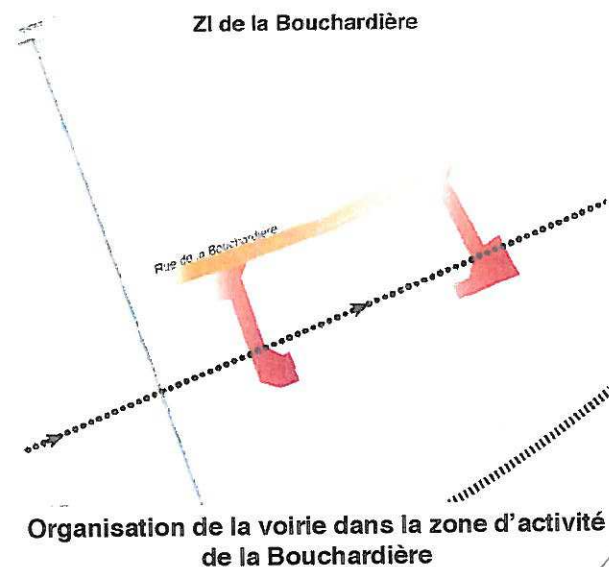 ZI de la Bouchardière
Rue de la Bouchardière
Organisation de la voirie dans la zone d'activité
de la Bouchardière